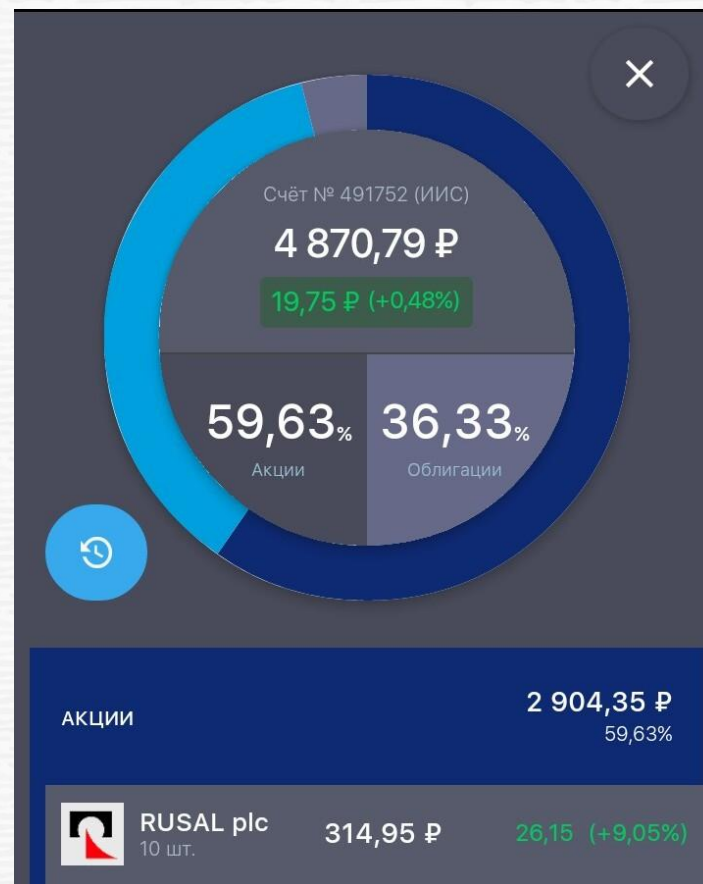 Счёт № 491752 (ИИС)
4 870,79 ₽
19,75 ₽ (+0,48%)
59,63% 36,33%
Акции Облигации
АКЦИИ 2 904,35 ₽
59,63%
RUSAL plc 314,95 ₽ 26,15 (+9,05%)
10 шт.